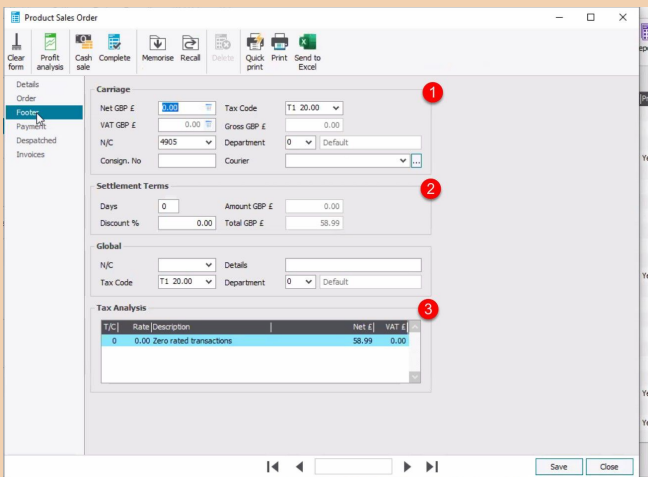 Product Sales Order
Clear form
Profit analysis
Cash sale
Complete
Memorise
Recall
Delete
Quick print
Print
Send to Excel
Details
Order
Footer
Payment
Despatched
Invoices
Carriage
1
Net GBP £ 0.00 Tax Code T1 20.00
VAT GBP £ 0.00 Gross GBP £ 0.00
N/C 4905 Department 0 Default
Consign. No Courier ...
Settlement Terms
2
Days 0 Amount GBP £ 0.00
Discount % 0.00 Total GBP £ 58.99
Global
N/C Details
Tax Code T1 20.00 Department 0 Default
Tax Analysis
3
T/C Rate Description Net £ VAT £
0 0.00 Zero rated transactions 58.99 0.00
Save Close